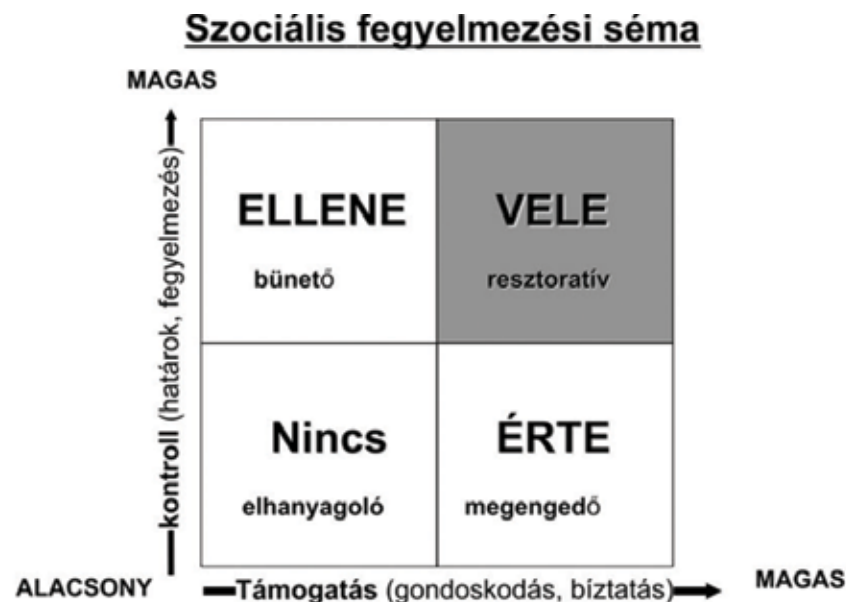 Szociális fegyelmezési séma
MAGAS
kontroll (határok, fegyelmezés)
ELLENE
bünető
VELE
resztoratív
Nincs
elhanyagoló
ÉRTE
megengedő
ALACSONY
Támogatás (gondoskodás, bíztatás)
MAGAS